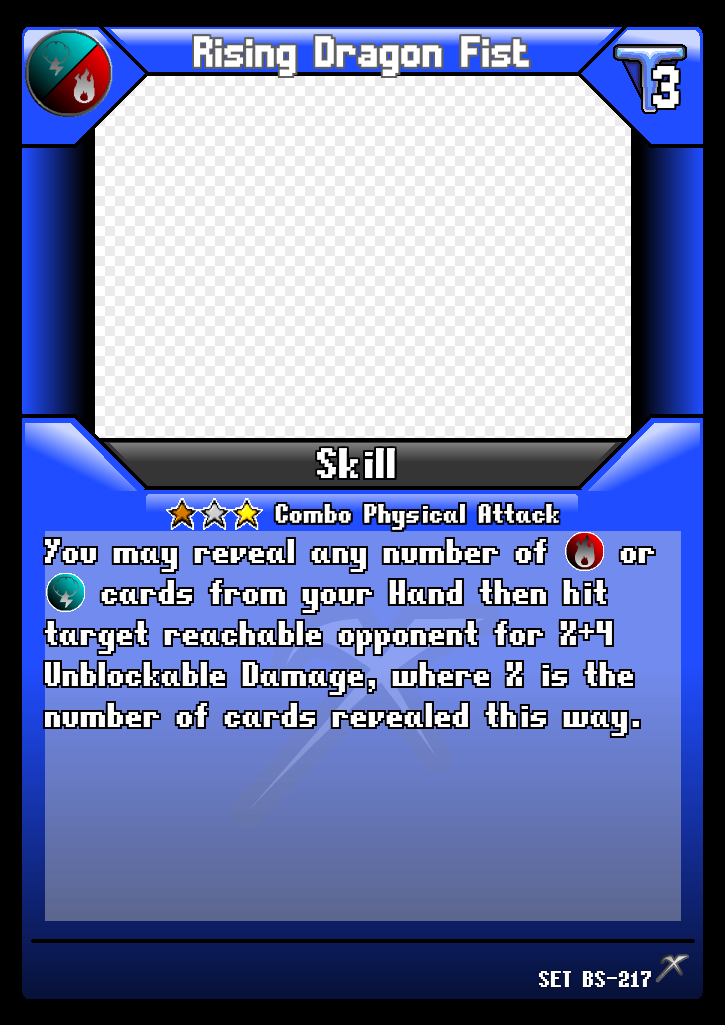 Rising Dragon Fist
3
Skill
Combo Physical Attack
You may reveal any number of or
cards from your Hand then hit
target reachable opponent for X+4
Unblockable Damage, where X is the
number of cards revealed this way.
SET BS-217